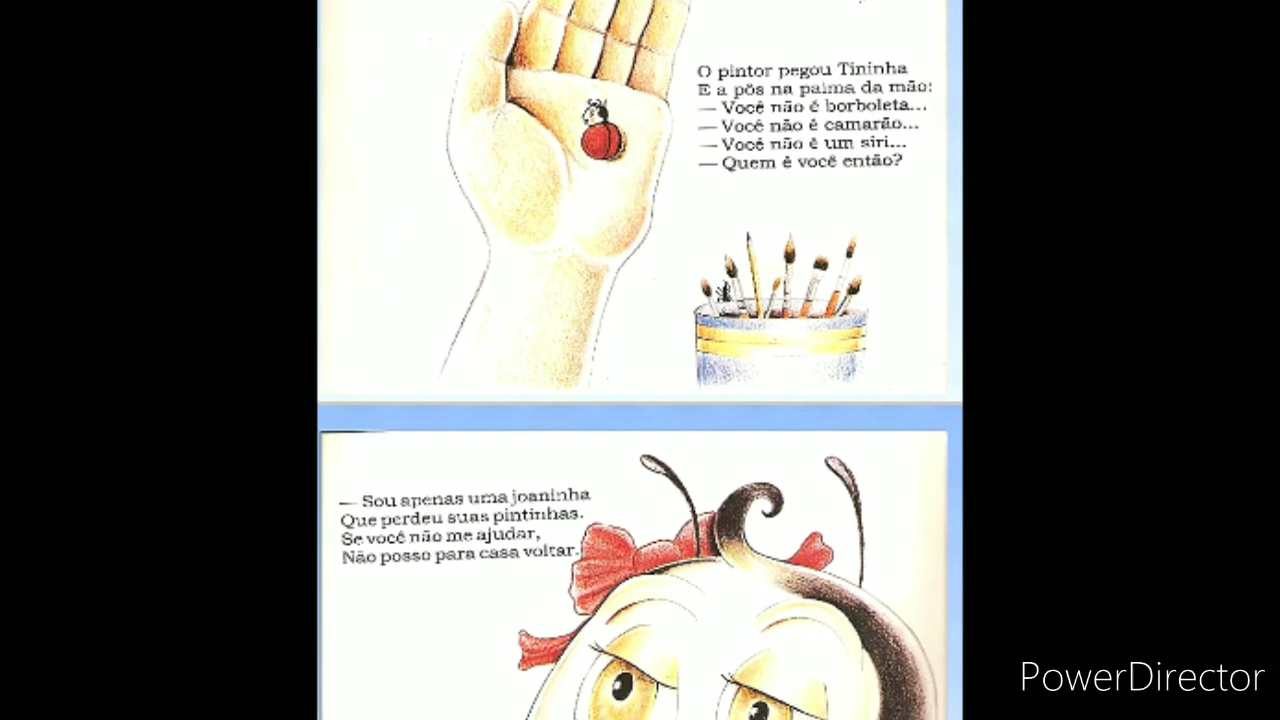 O pintor pegou Tininha
E a pôs na palma da mão:
— Você não é borboleta...
— Você não é camarão...
— Você não é um siri...
— Quem é você então?
— Sou apenas uma joaninha
Que perdeu suas pintinhas.
Se você não me ajudar,
Não posso para casa voltar.
PowerDirector